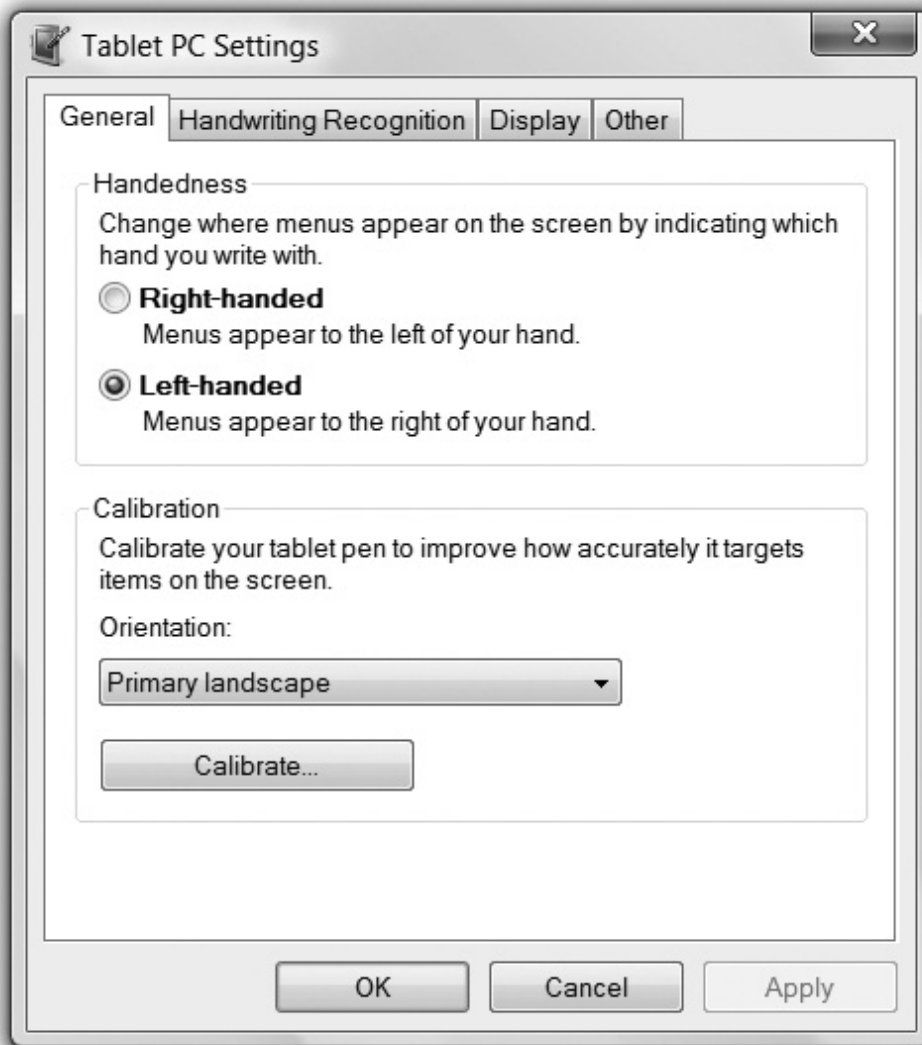 Tablet PC Settings
General Handwriting Recognition Display Other
Handedness
Change where menus appear on the screen by indicating which
hand you write with.
Right-handed
Menus appear to the left of your hand.
Left-handed
Menus appear to the right of your hand.
Calibration
Calibrate your tablet pen to improve how accurately it targets
items on the screen.
Orientation:
Primary landscape
Calibrate...
OK Cancel Apply